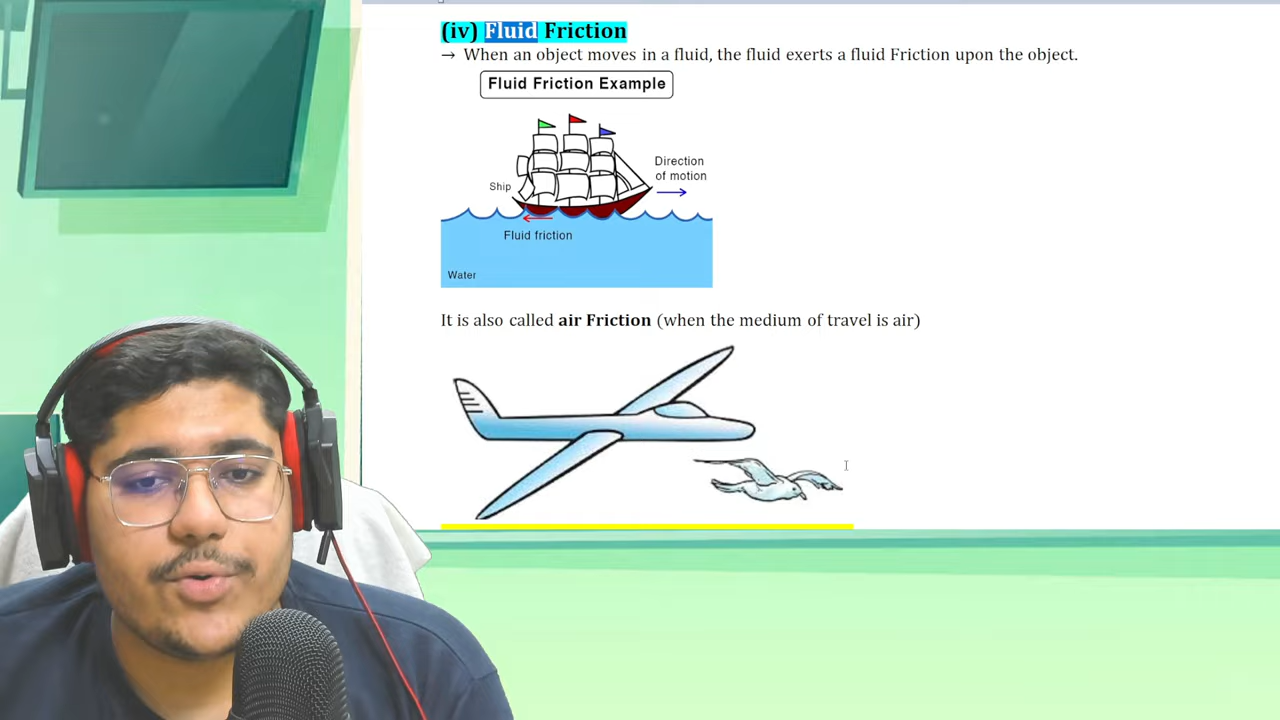 (iv) Fluid Friction
→ When an object moves in a fluid, the fluid exerts a fluid Friction upon the object.
Fluid Friction Example
Direction
of motion
Ship
Fluid friction
Water
It is also called air Friction (when the medium of travel is air)